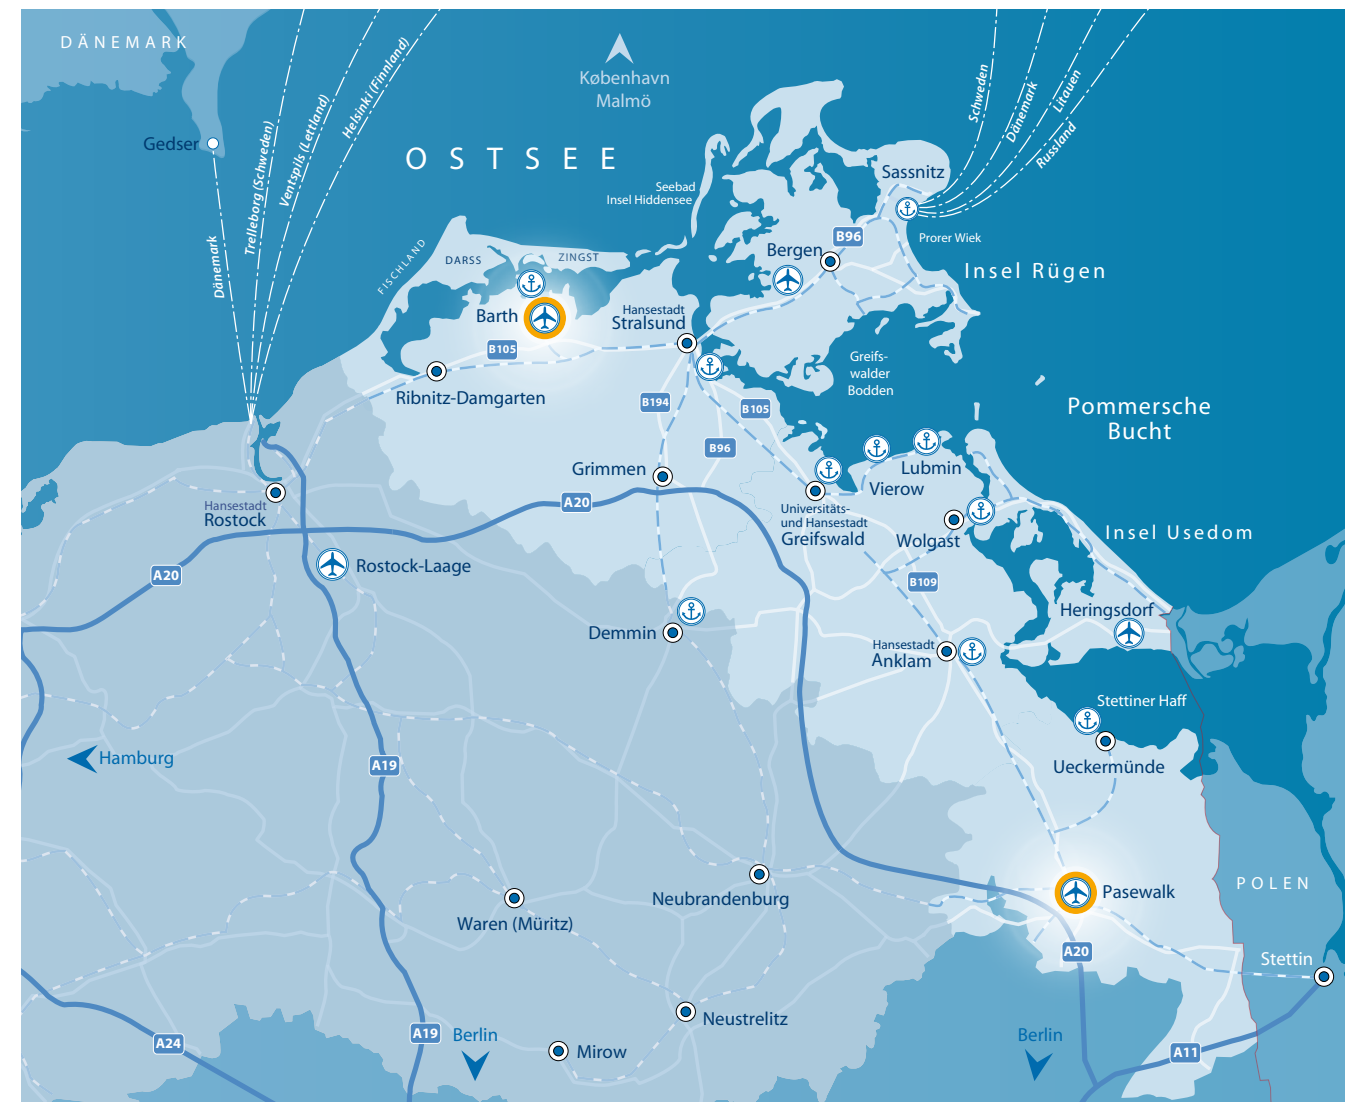 DÄNEMARK
Gedser
Dänemark
Trelleborg (Schweden)
Ventspils (Lettland)
Helsinki (Finnland)
København
Malmö
OSTSEE
Schweden
Dänemark
Litauen
Russland
Sassnitz
Seebad
Insel Hiddensee
B96
Prorer Wiek
Bergen
Insel Rügen
FISCHLAND
DARSS
ZINGST
Barth
Hansestadt
Stralsund
B105
Ribnitz-Damgarten
Greifs-
walder
Bodden
B194
B105
B96
Pommersche
Bucht
Grimmen
Lubmin
Vierow
Hansestadt
Rostock
A20
Universitäts-
und Hansestadt
Greifswald
Wolgast
Insel Usedom
A20
Rostock-Laage
B109
Heringsdorf
Demmin
Hansestadt
Anklam
Stettiner Haff
Hamburg
A19
Ueckermünde
Neubrandenburg
Waren (Müritz)
Pasewalk
POLEN
A20
Stettin
Neustrelitz
A24
A19
Berlin
Mirow
Berlin
A11